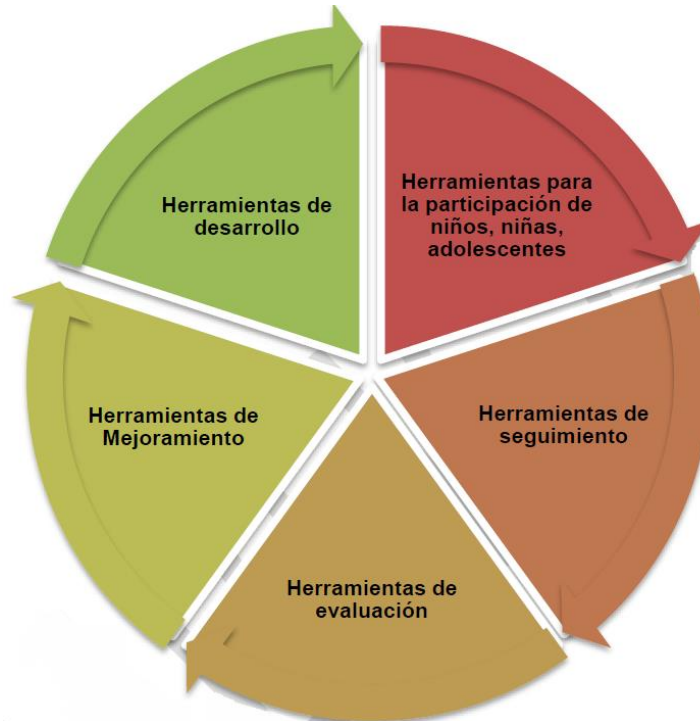 Herramientas para
la participación de
niños, niñas,
adolescentes
Herramientas de
seguimiento
Herramientas de
evaluación
Herramientas de
Mejoramiento
Herramientas de
desarrollo